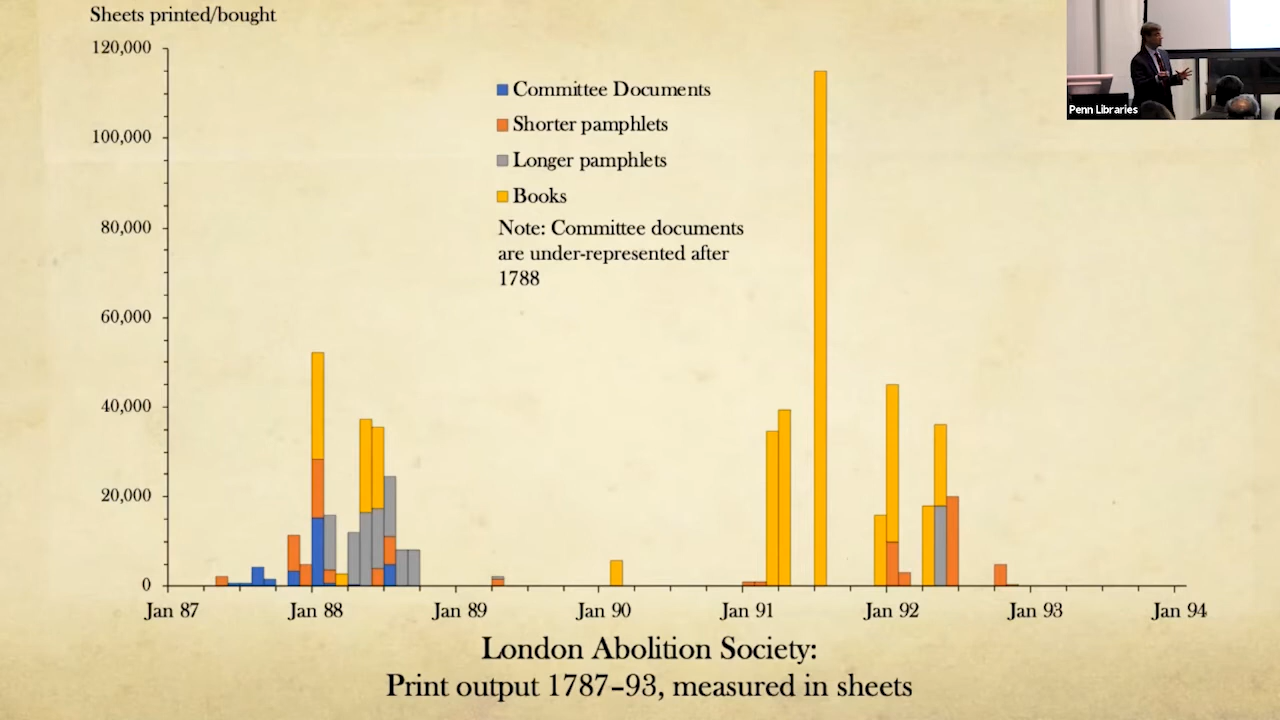 Sheets printed/bought
120,000
100,000
80,000
60,000
40,000
20,000
0
Committee Documents
Shorter pamphlets
Longer pamphlets
Books
Note: Committee documents
are under-represented after
1788
Jan 87 Jan 88 Jan 89 Jan 90 Jan 91 Jan 92 Jan 93 Jan 94
London Abolition Society:
Print output 1787–93, measured in sheets
Penn Libraries